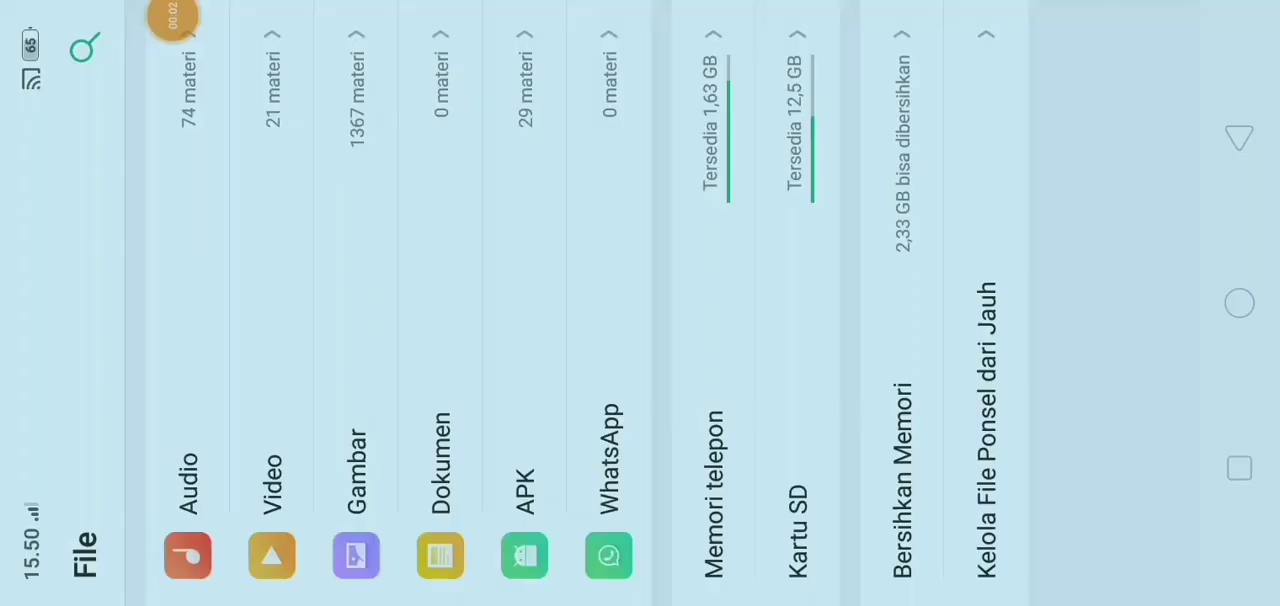 15.50
65
00:02
File
Audio 74 materi
Video 21 materi
Gambar 1367 materi
Dokumen 0 materi
APK 29 materi
WhatsApp 0 materi
Memori telepon Tersedia 1,63 GB
Kartu SD Tersedia 12,5 GB
Bersihkan Memori 2,33 GB bisa dibersihkan
Kelola File Ponsel dari Jauh